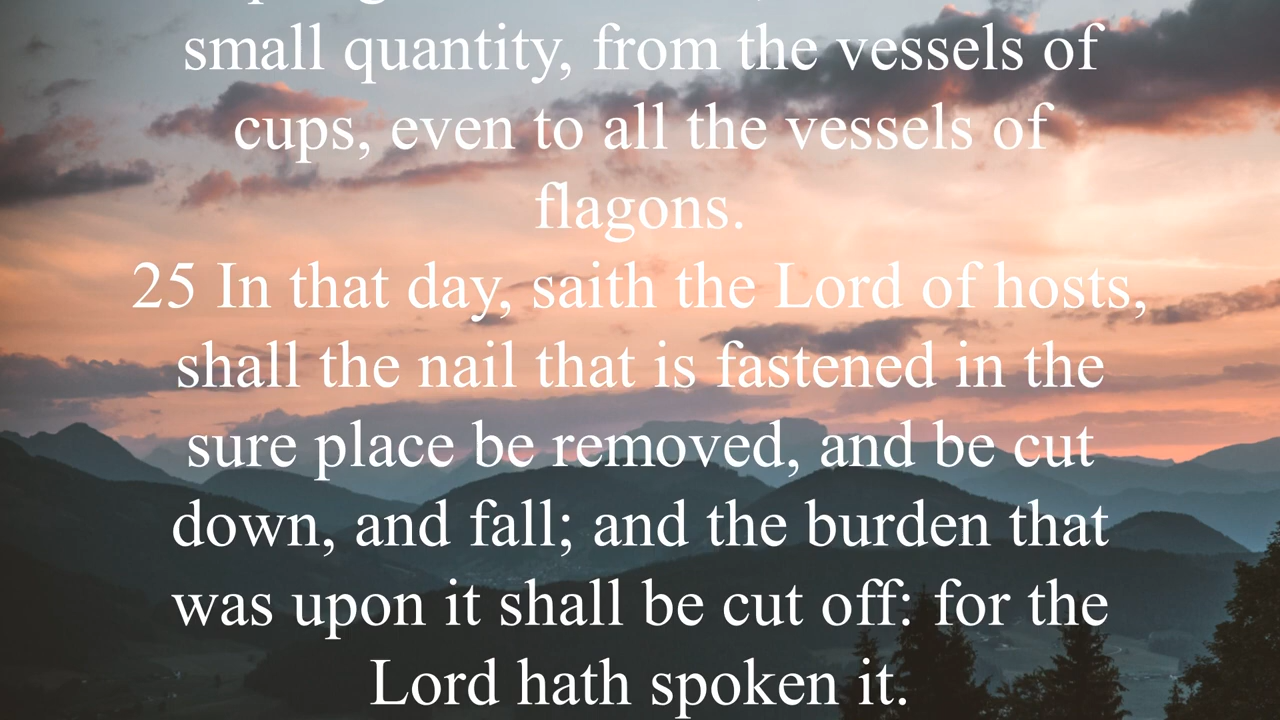 small quantity, from the vessels of
cups, even to all the vessels of
flagons.
25 In that day, saith the Lord of hosts,
shall the nail that is fastened in the
sure place be removed, and be cut
down, and fall; and the burden that
was upon it shall be cut off: for the
Lord hath spoken it.